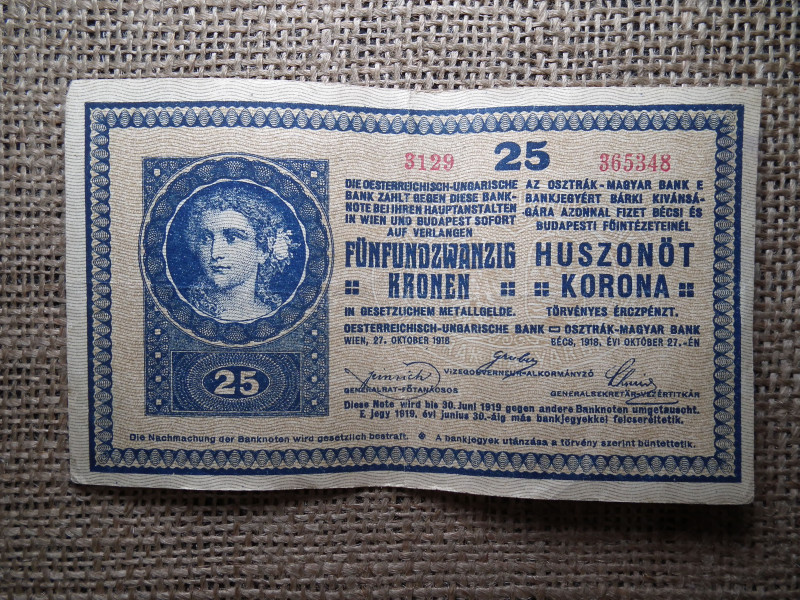 3129 25 365348
DIE OESTERREICHISCH-UNGARISCHE
BANK ZAHLT GEGEN DIESE BANK-
NOTE BEI IHREN HAUPTANSTALTEN
IN WIEN UND BUDAPEST SOFORT
AUF VERLANGEN
FÜNFUNDZWANZIG
KRONEN
IN GESETZLICHEM METALLGELDE.
AZ OSZTRÁK-MAGYAR BANK E
BANKJEGYÉRT BÁRKI KIVÁNSÁ-
GÁRA AZONNAL FIZET BÉCSI ÉS
BUDAPESTI FŐINTÉZETEINÉL
HUSZONÖT
KORONA
TÖRVÉNYES ÉRCZPÉNZT.
OESTERREICHISCH-UNGARISCHE BANK
WIEN, 27. OKTOBER 1918.
OSZTRÁK-MAGYAR BANK
BÉCS, 1918. ÉVI OKTÓBER 27.-ÉN
Gruber
VIZEGOUVERNEUR-ALKORMÁNYZÓ
GENERALRAT-FŐTANÁCSOS
GENERALSEKRETÄR-VEZÉRTITKÁR
25
Diese Note wird bis 30. Juni 1919 gegen andere Banknoten umgetauscht.
E jegy 1919. évi junius 30.-áig más bankjegyekkel felcseréltetik.
Die Nachmachung der Banknoten wird gesetzlich bestraft. A bankjegyek utánzása a törvény szerint büntettetik.